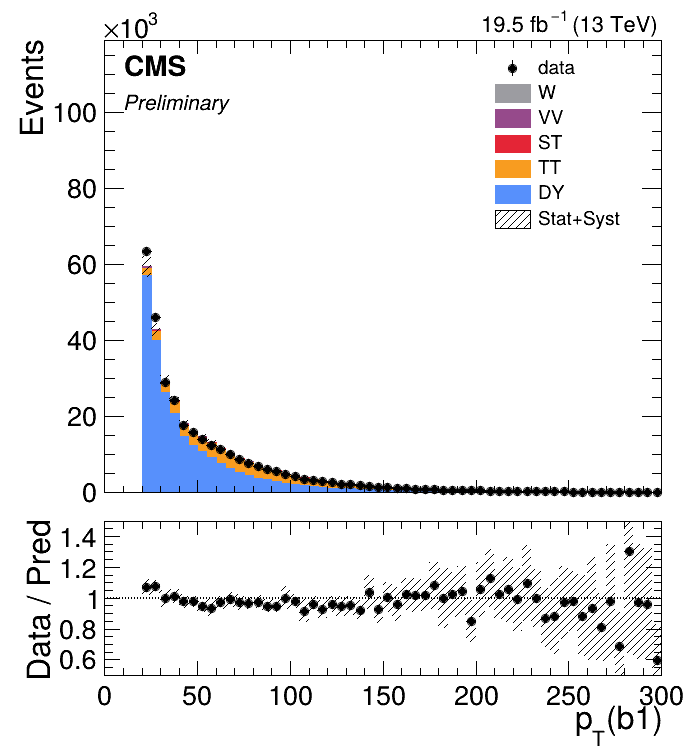 ×10³
19.5 fb⁻¹ (13 TeV)
CMS
Preliminary
Events
data
W
VV
ST
TT
DY
Stat+Syst
100
80
60
40
20
0
Data / Pred
1.4
1.2
1
0.8
0.6
0 50 100 150 200 250 300
p_T(b1)